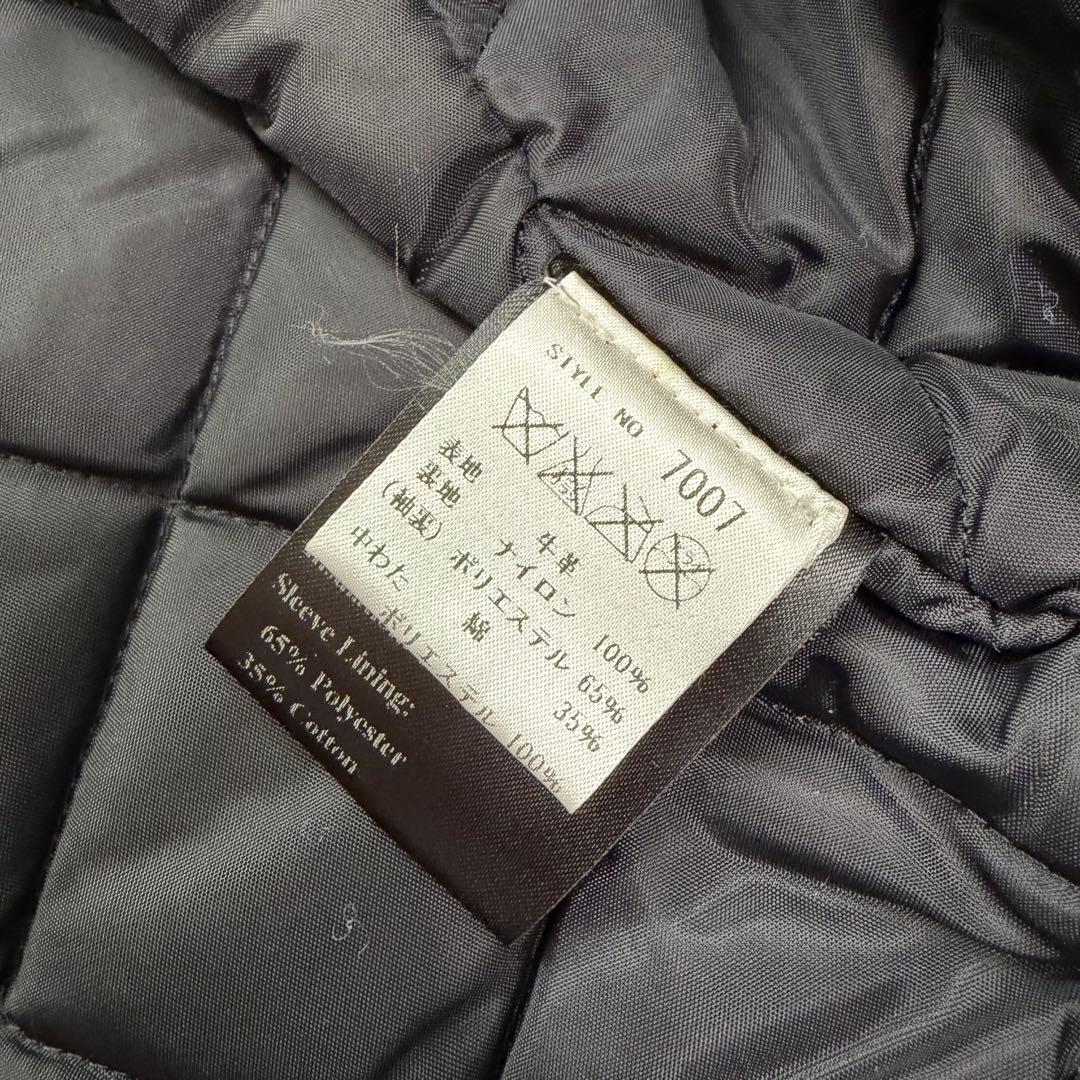 STYLE NO 7007
表地 牛革
裏地 ナイロン 100%
(袖裏) ポリエステル 65%
綿 35%
中わた ポリエステル 100%
Sleeve Lining:
65% Polyester
35% Cotton